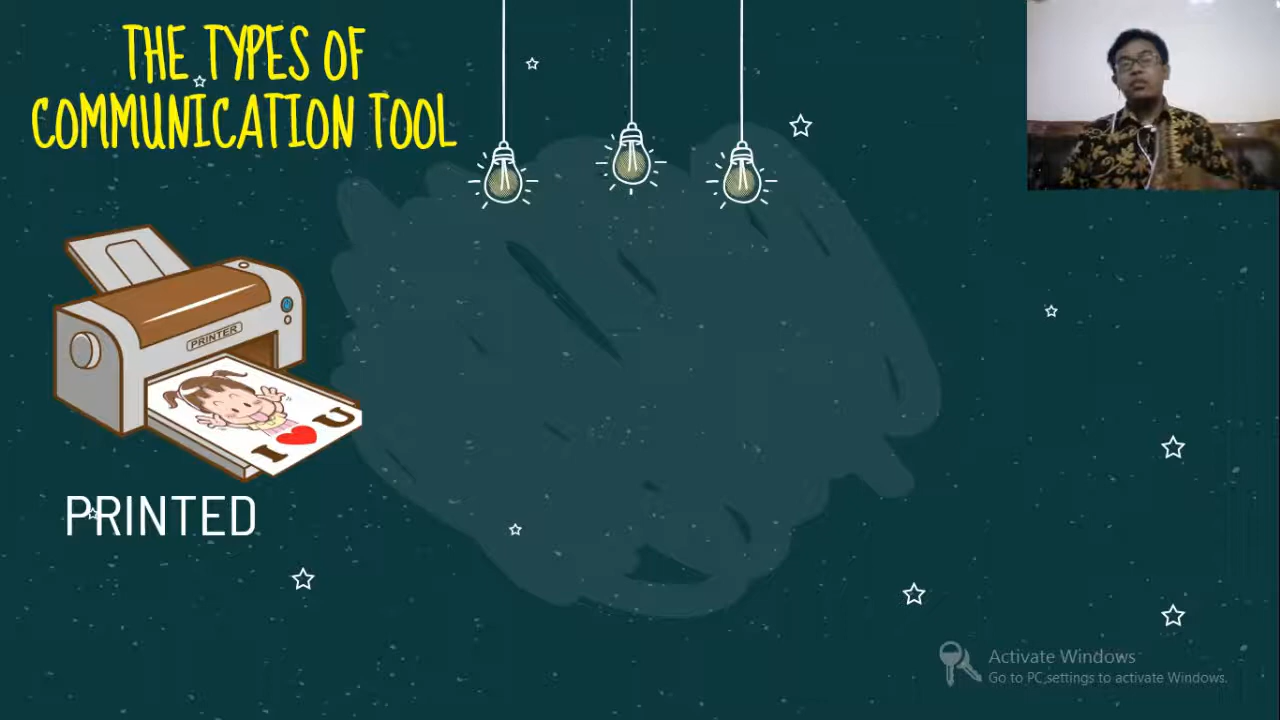 THE TYPES OF
COMMUNICATION TOOL
PRINTER
I U
PRINTED
Activate Windows
Go to PC settings to activate Windows.